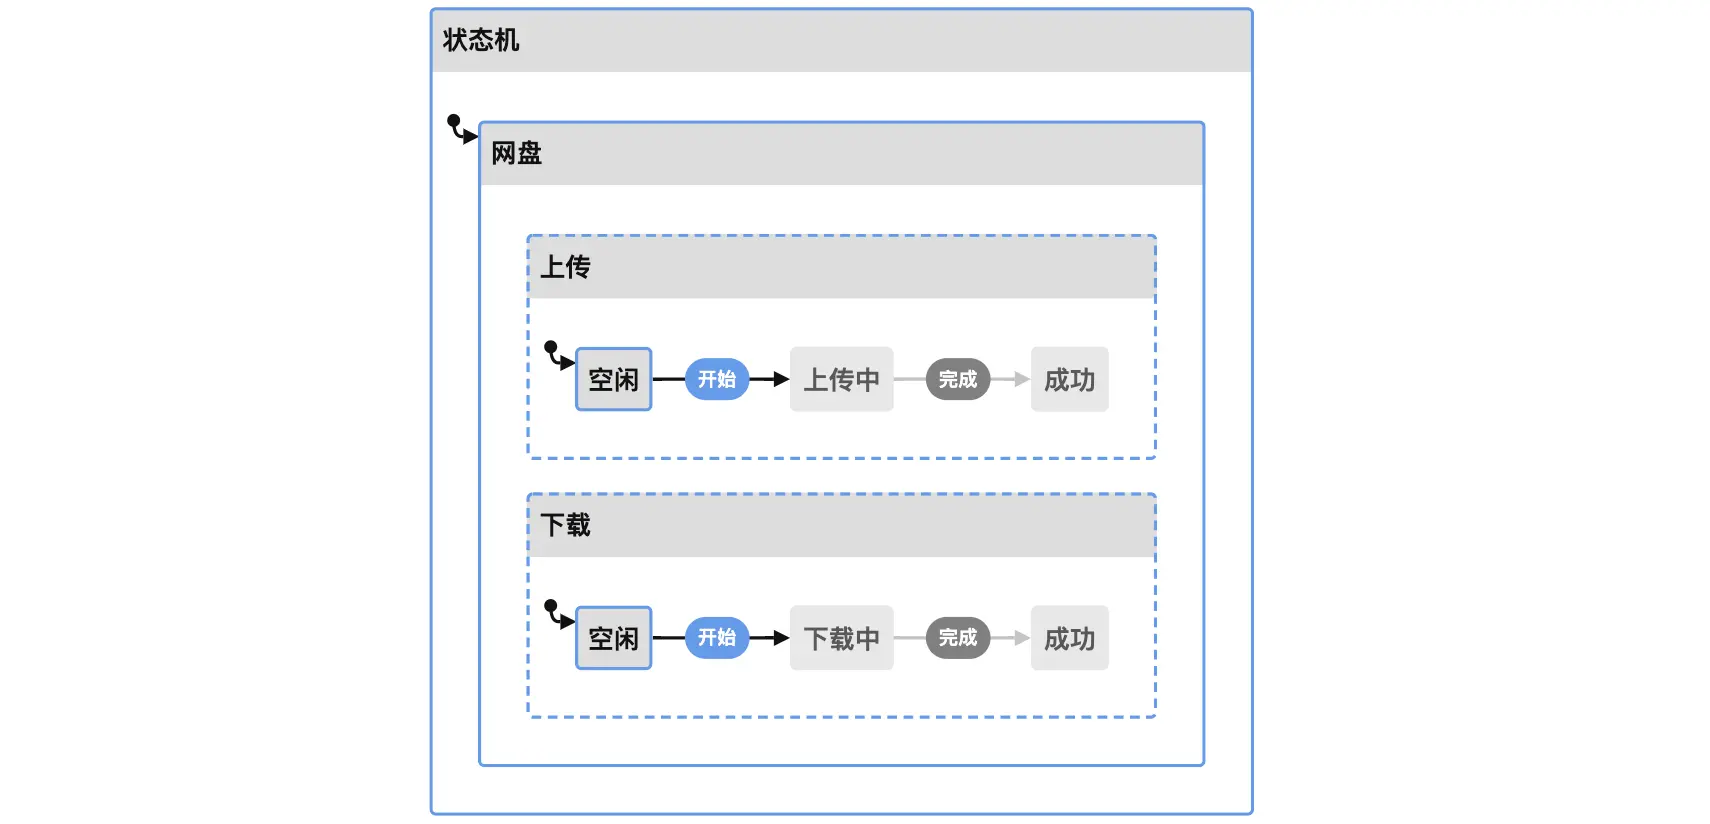 状态机
网盘
上传
空闲 开始 上传中 完成 成功
下载
空闲 开始 下载中 完成 成功